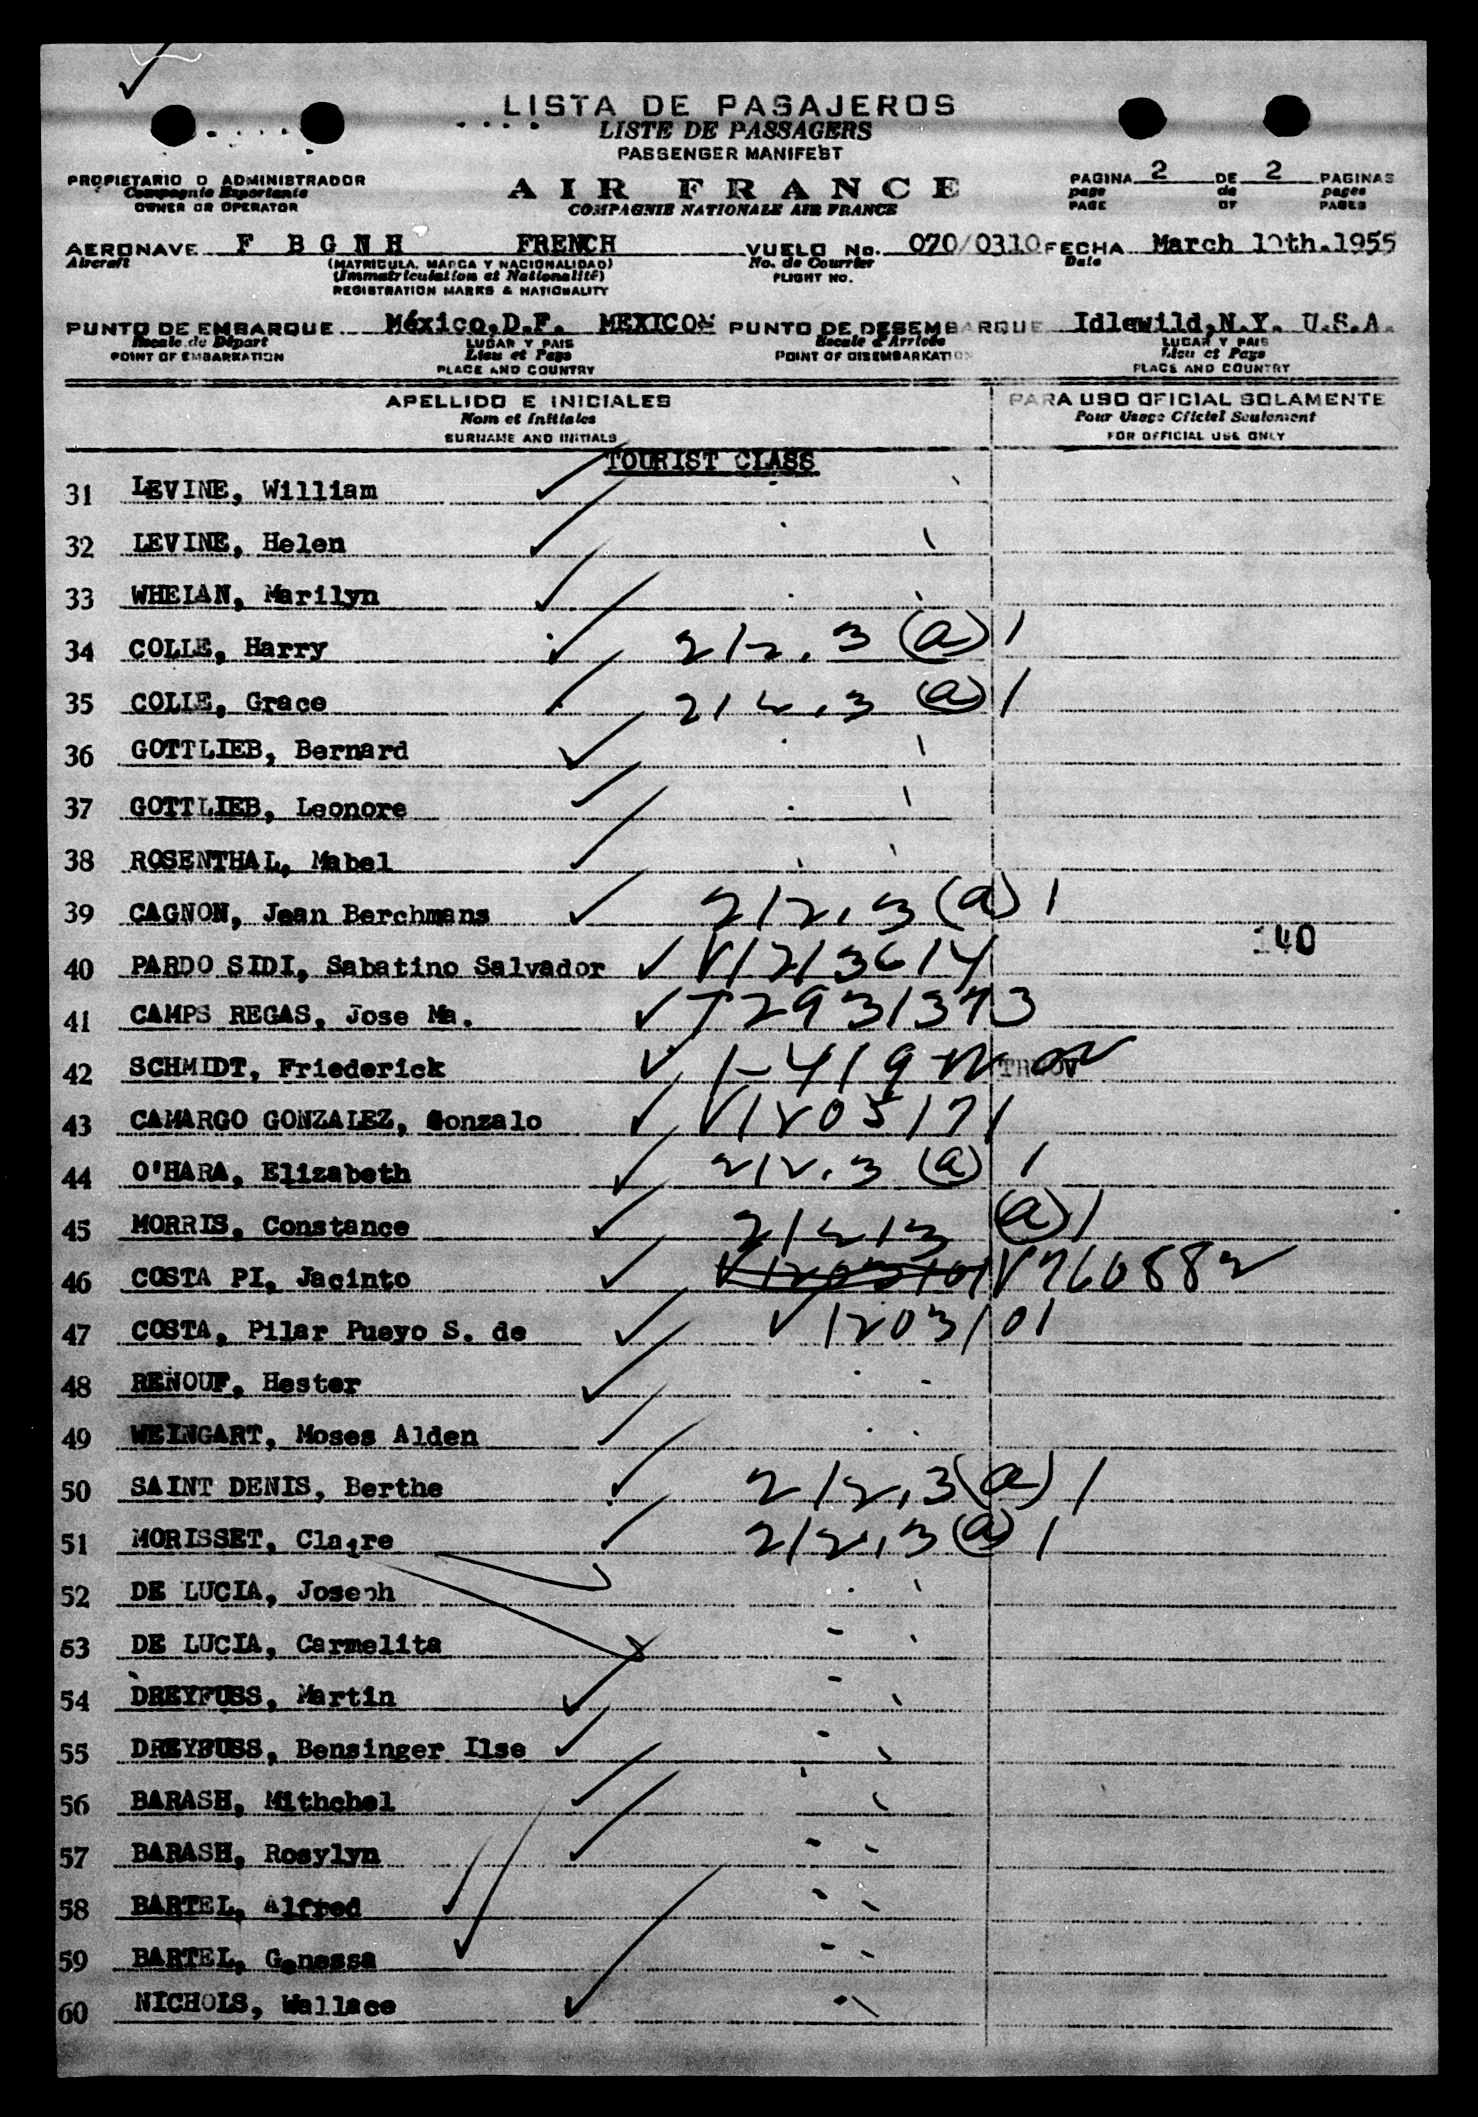 LISTA DE PASAJEROS
LISTE DE PASSAGERS
PASSENGER MANIFEST
PROPIETARIO O ADMINISTRADOR
Compagnie Exportante
OWNER OR OPERATOR
AIR FRANCE
COMPAGNIE NATIONALE AIR FRANCE
PAGINA 2 DE 2 PAGINAS
page de pages
PAGE OF PAGES
AERONAVE F B G N H FRENCH VUELO No. 070/0310 FECHA March 10th.1955
Aircraft (MATRICULA, MARCA Y NACIONALIDAD) No. de Courrier Date
(Immatriculation et Nationalité) FLIGHT NO.
REGISTRATION MARKS & NATIONALITY
PUNTO DE EMBARQUE México,D.F. MEXICO PUNTO DE DESEMBARQUE Idlewild,N.Y. U.S.A.
Escale de Départ LUGAR Y PAIS Escale d'Arrivée LUGAR Y PAIS
POINT OF EMBARKATION Lieu et Pays POINT OF DISEMBARKATION Lieu et Pays
PLACE AND COUNTRY PLACE AND COUNTRY
APELLIDO E INICIALES PARA USO OFICIAL SOLAMENTE
Nom et Initiales Pour Usage Officiel Seulement
SURNAME AND INITIALS FOR OFFICIAL USE ONLY
TOURIST CLASS
31 LEVINE, William
32 LEVINE, Helen
33 WHELAN, Marilyn
34 COLLE, Harry 212.3 (a) 1
35 COLLE, Grace 212.3 (a) 1
36 GOTTLIEB, Bernard
37 GOTTLIEB, Leonore
38 ROSENTHAL, Mabel
39 CAGNON, Jean Berchmans 212.3 (a) 1
140
40 PARDO SIDI, Sabatino Salvador V1213614
41 CAMPS REGAS, Jose Ma. T2931373
42 SCHMIDT, Friederick 1-419
43 CAMARGO GONZALEZ, Gonzalo V1205171
44 O'HARA, Elizabeth 212.3 (a) 1
45 MORRIS, Constance 212.3 (a) 1
46 COSTA PI, Jacinto V1203101 V760882
47 COSTA, Pilar Pueyo S. de V1203101
48 RENOUF, Hester
49 WEINGART, Moses Alden
50 SAINT DENIS, Berthe 212.3 (a) 1
51 MORISSET, Claire 212.3 (a) 1
52 DE LUCIA, Joseph
53 DE LUCIA, Carmelita
54 DREYFUSS, Martin
55 DREYFUSS, Bensinger Ilse
56 BARASH, Mithchel
57 BARASH, Rosylyn
58 BARTEL, Alfred
59 BARTEL, Genessa
60 NICHOLS, Wallace